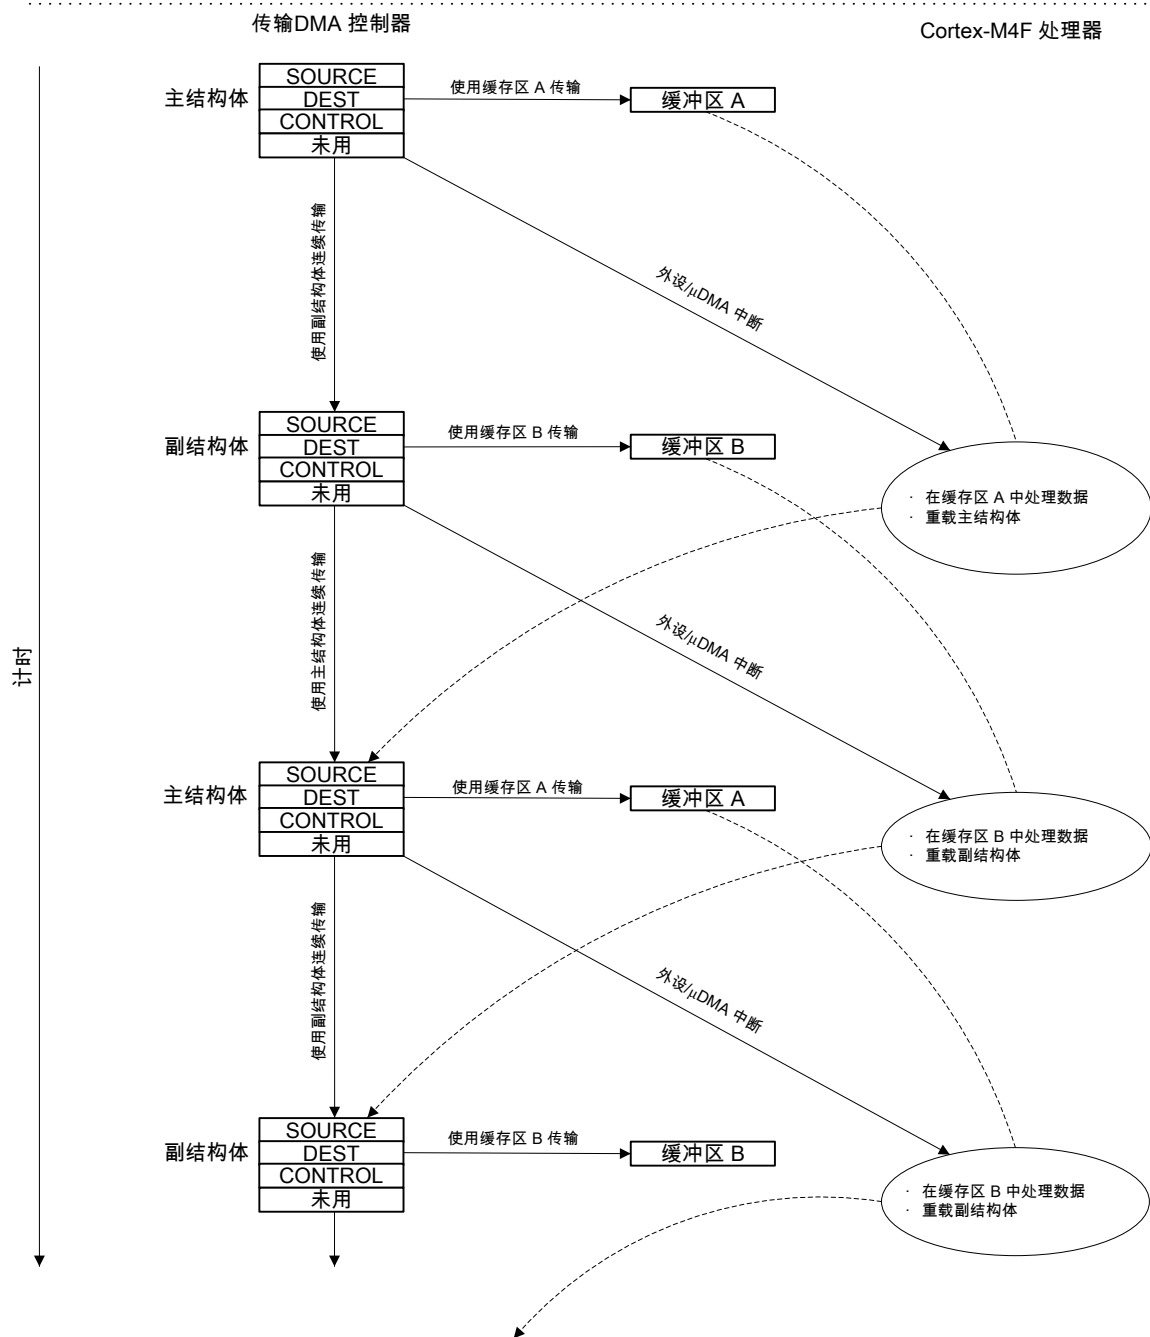 传输DMA 控制器
Cortex-M4F 处理器
计时
主结构体
SOURCE
DEST
CONTROL
未用
使用缓存区 A 传输
缓冲区 A
使用副结构体连续传输
外设/μDMA 中断
副结构体
SOURCE
DEST
CONTROL
未用
使用缓存区 B 传输
缓冲区 B
· 在缓存区 A 中处理数据
· 重载主结构体
使用主结构体连续传输
外设/μDMA 中断
主结构体
SOURCE
DEST
CONTROL
未用
使用缓存区 A 传输
缓冲区 A
· 在缓存区 B 中处理数据
· 重载副结构体
使用副结构体连续传输
外设/μDMA 中断
副结构体
SOURCE
DEST
CONTROL
未用
使用缓存区 B 传输
缓冲区 B
· 在缓存区 B 中处理数据
· 重载副结构体